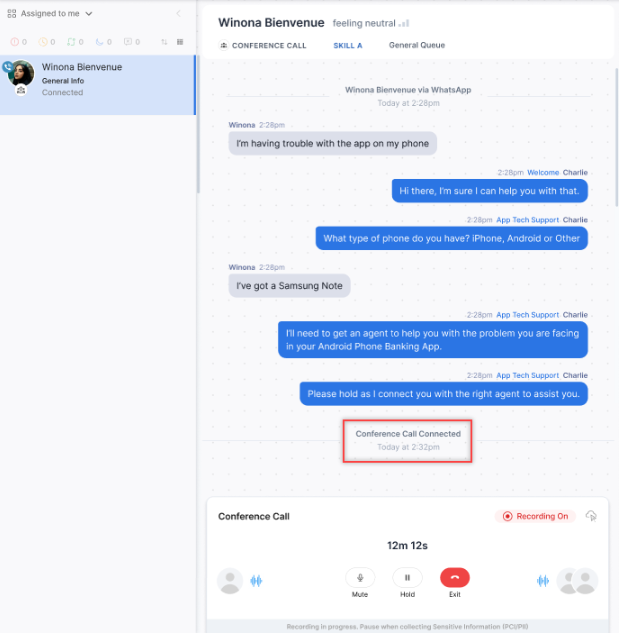 Assigned to me
0 0 0 0 0
Winona Bienvenue
General Info
Connected
Winona Bienvenue feeling neutral
CONFERENCE CALL SKILL A General Queue
Winona Bienvenue via WhatsApp
Today at 2:28pm
Winona 2:28pm
I'm having trouble with the app on my phone
2:28pm Welcome Charlie
Hi there, I'm sure I can help you with that.
2:28pm App Tech Support Charlie
What type of phone do you have? iPhone, Android or Other
Winona 2:28pm
I've got a Samsung Note
2:28pm App Tech Support Charlie
I'll need to get an agent to help you with the problem you are facing
in your Android Phone Banking App.
2:28pm App Tech Support Charlie
Please hold as I connect you with the right agent to assist you.
Conference Call Connected
Today at 2:32pm
Conference Call Recording On
12m 12s
Mute Hold Exit
Recording in progress. Pause when collecting Sensitive Information (PCI/PII)